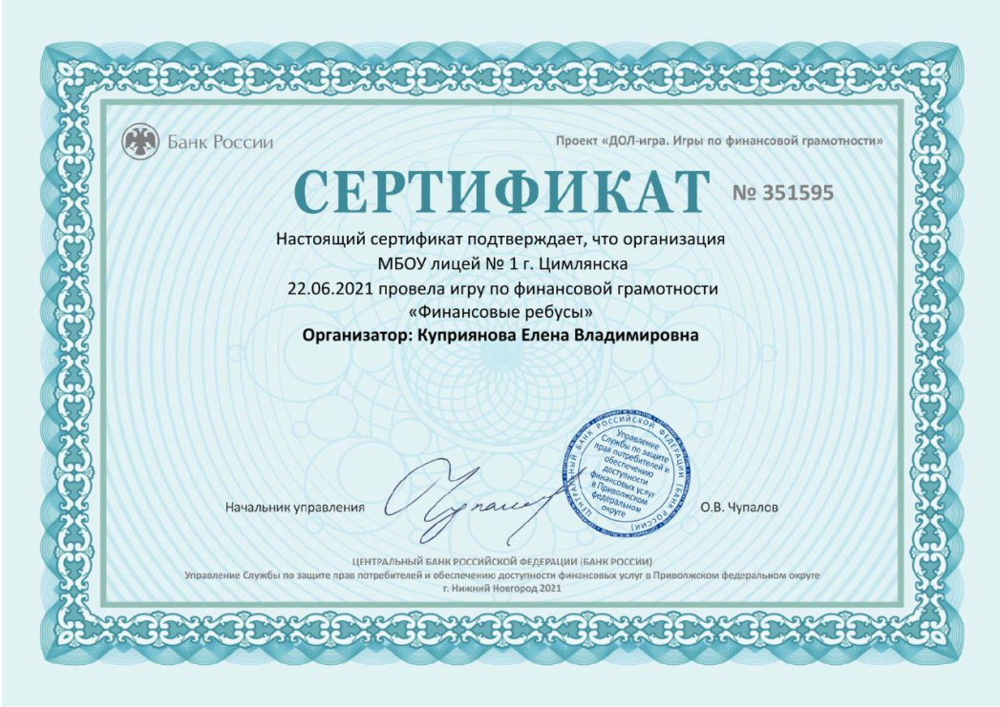 Банк России
Проект «ДОЛ-игра. Игры по финансовой грамотности»
СЕРТИФИКАТ № 351595
Настоящий сертификат подтверждает, что организация
МБОУ лицей № 1 г. Цимлянска
22.06.2021 провела игру по финансовой грамотности
«Финансовые ребусы»
Организатор: Куприянова Елена Владимировна
ЦЕНТРАЛЬНЫЙ БАНК РОССИЙСКОЙ ФЕДЕРАЦИИ (БАНК РОССИИ)
Управление
Службы по защите
прав потребителей и
обеспечению
доступности
финансовых услуг
в Приволжском
федеральном
округе
Начальник управления
О.В. Чупалов
ЦЕНТРАЛЬНЫЙ БАНК РОССИЙСКОЙ ФЕДЕРАЦИИ (БАНК РОССИИ)
Управление Службы по защите прав потребителей и обеспечению доступности финансовых услуг в Приволжском федеральном округе
г. Нижний Новгород 2021